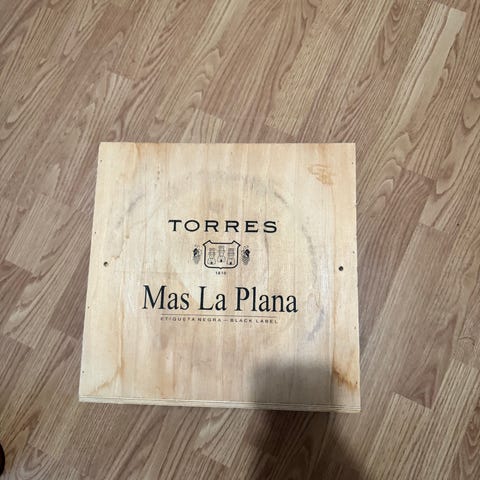 TORRES
1870
Mas La Plana
ETIQUETA NEGRA – BLACK LABEL